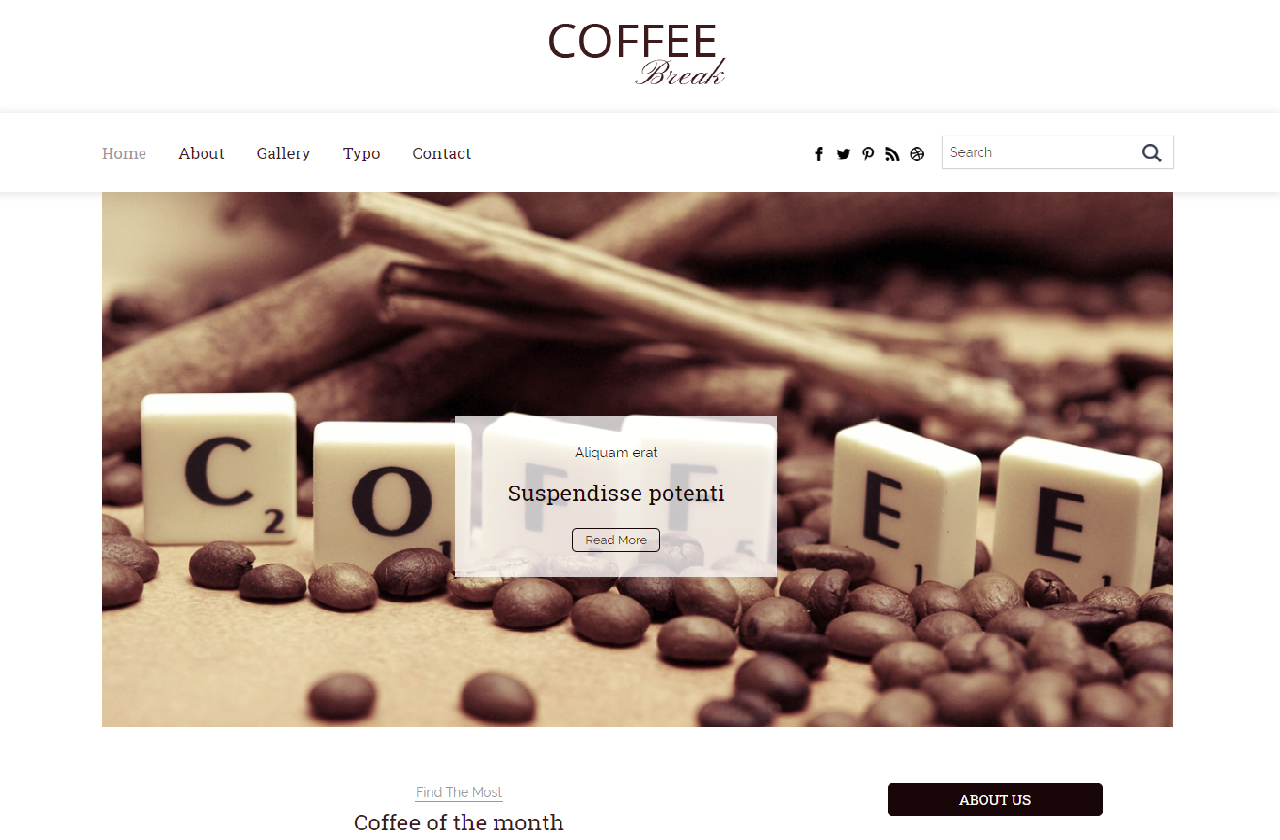 COFFEE
Break
Home About Gallery Typo Contact
Search
C 2 O 1 F F 5 E 1 E 1
Aliquam erat
Suspendisse potenti
Read More
Find The Most
Coffee of the month
ABOUT US